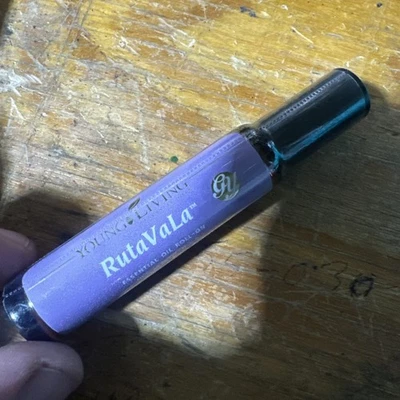 YOUNG LIVING
RutaVaLa™
ESSENTIAL OIL ROLL-ON